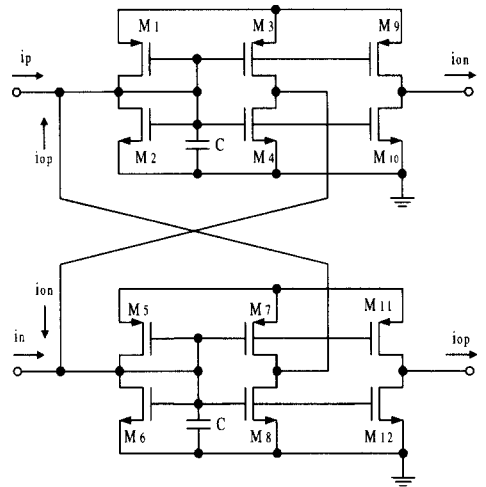 M1 M3 M9
ip ion
M2 C M4 M10
iop
ion
M5 M7 M11
in iop
M6 C M8 M12